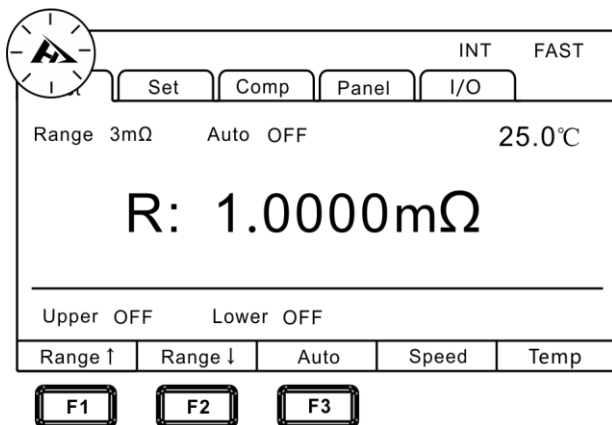 INT FAST
Set Comp Panel I/O
Range 3mΩ Auto OFF 25.0℃
R: 1.0000mΩ
Upper OFF Lower OFF
Range↑ Range↓ Auto Speed Temp
F1 F2 F3